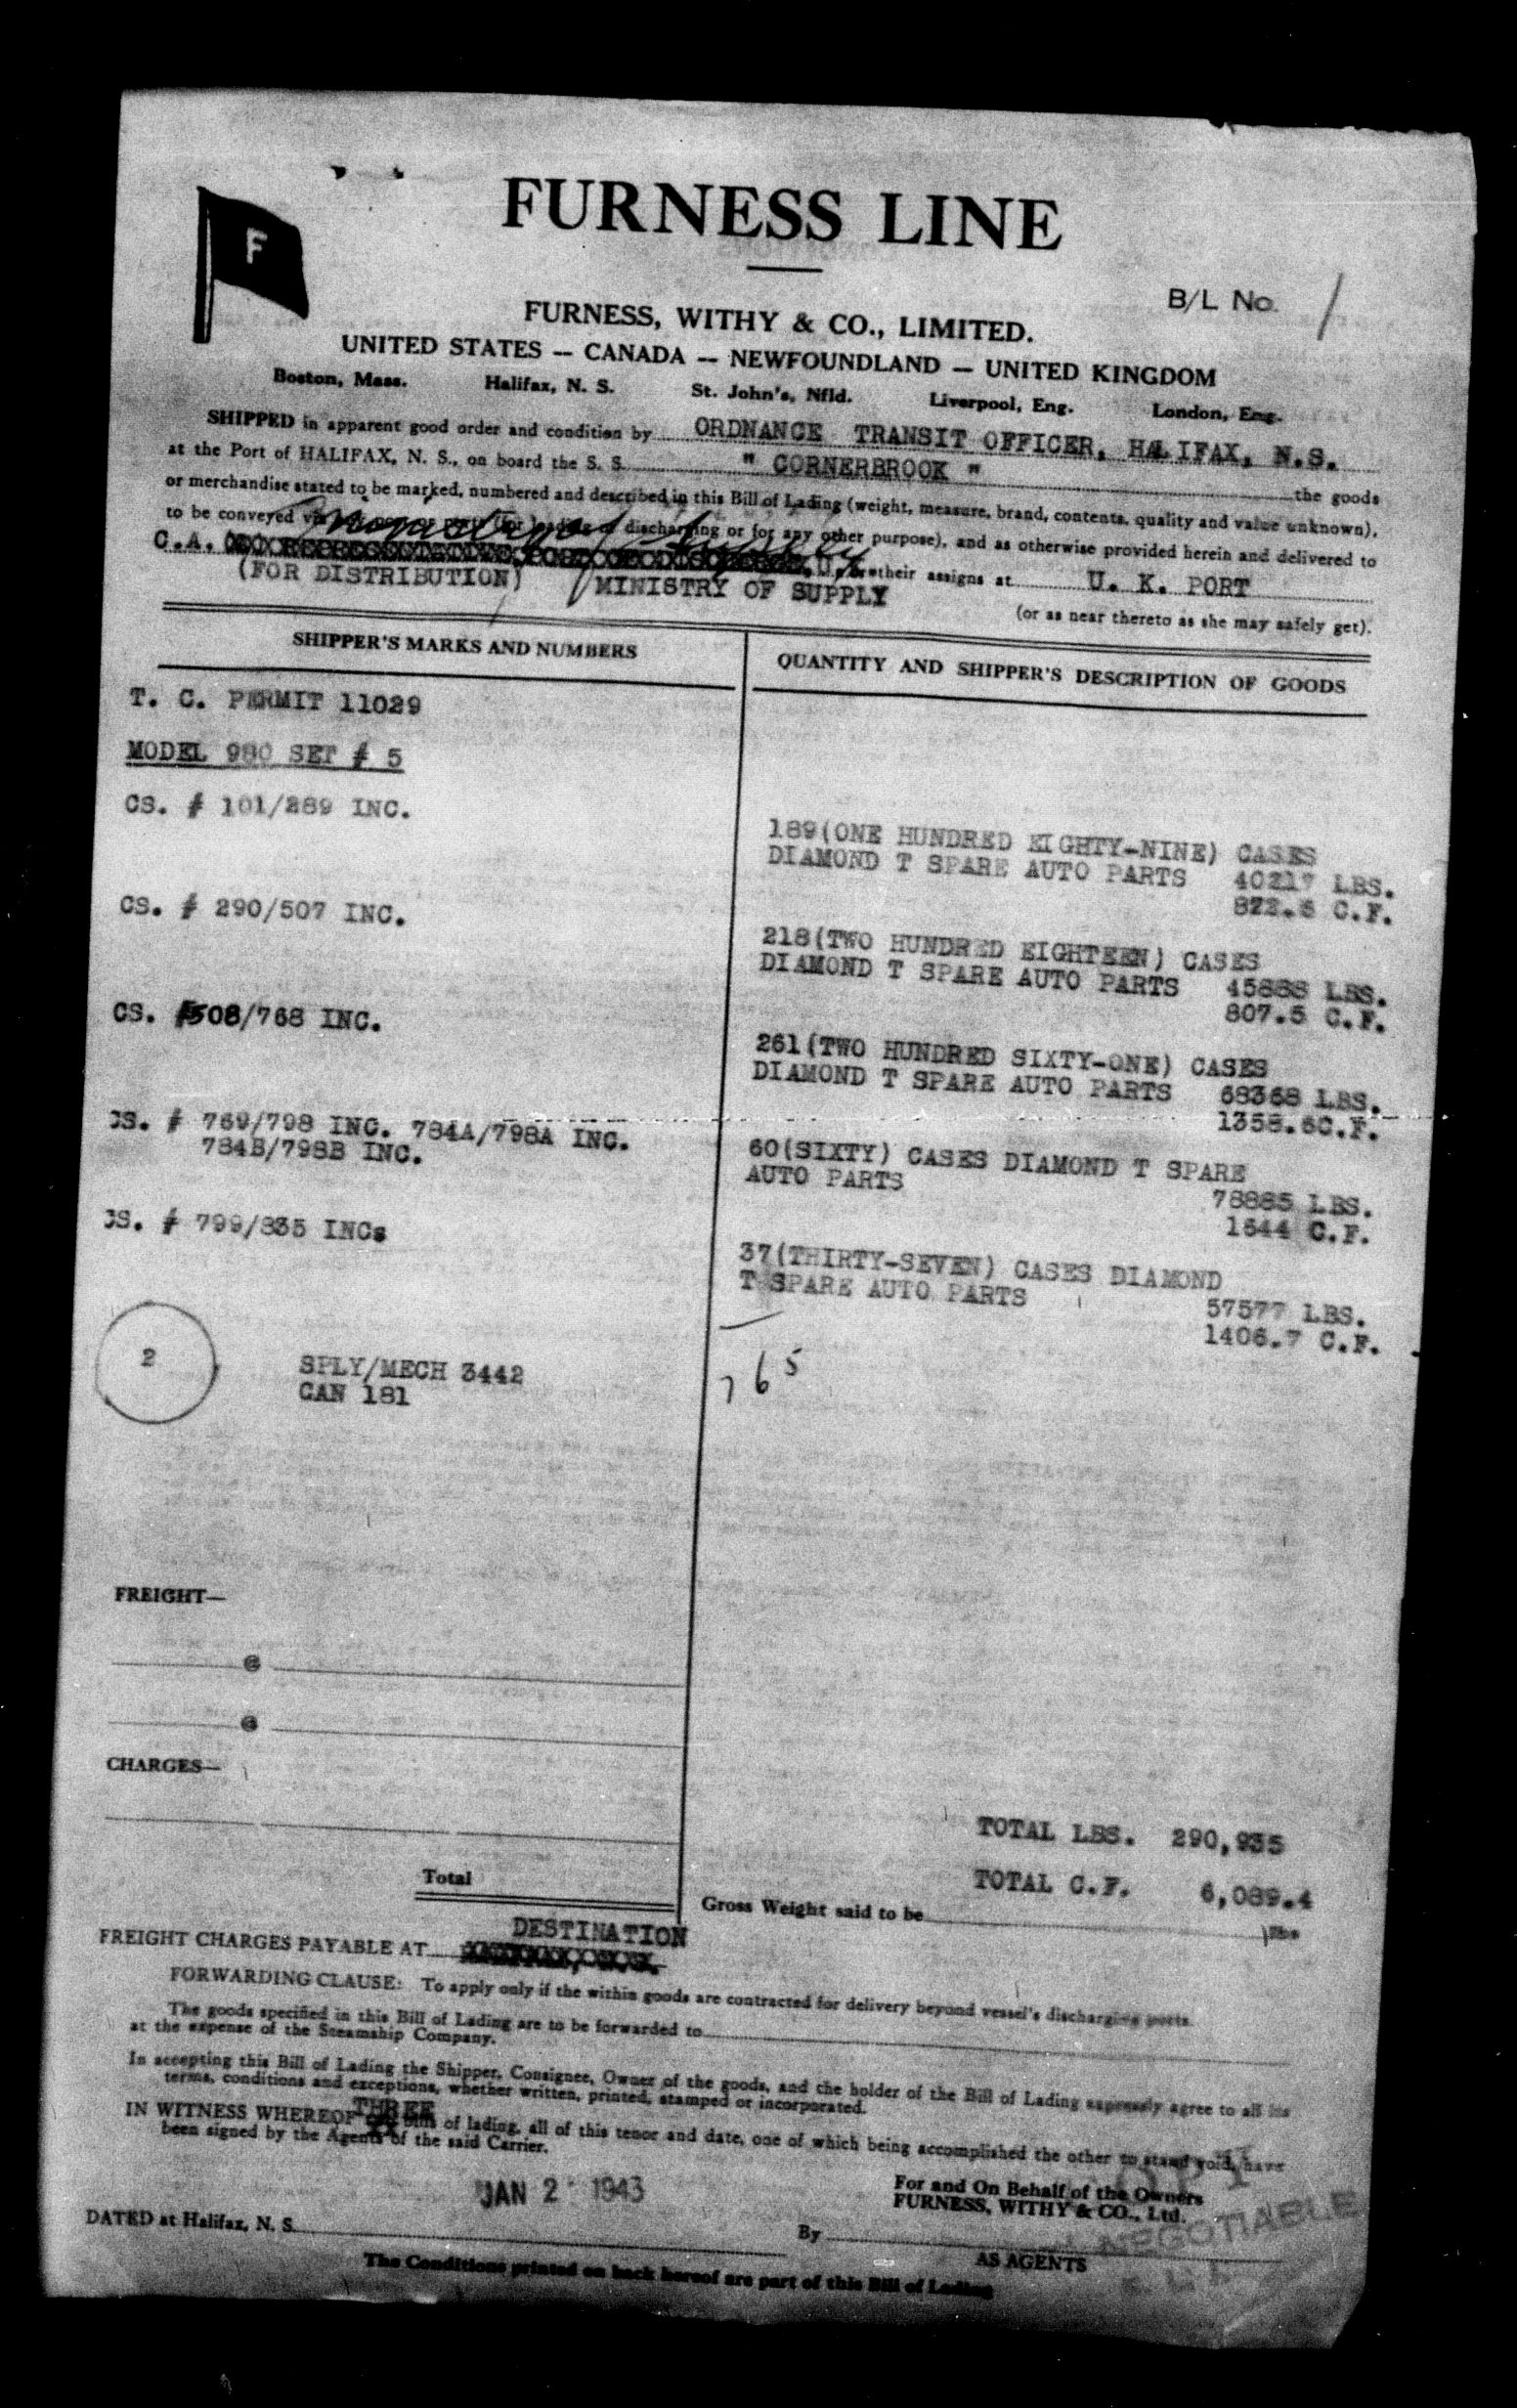 FURNESS LINE
F
B/L No. 1
FURNESS, WITHY & CO., LIMITED.
UNITED STATES -- CANADA -- NEWFOUNDLAND -- UNITED KINGDOM
Boston, Mass. Halifax, N. S. St. John's, Nfld. Liverpool, Eng. London, Eng.
SHIPPED in apparent good order and condition by ORDNANCE TRANSIT OFFICER, HALIFAX, N.S.
at the Port of HALIFAX, N. S., on board the S. S. " CORNERBROOK " the goods
or merchandise stated to be marked, numbered and described in this Bill of Lading (weight, measure, brand, contents, quality and value unknown),
to be conveyed discharging or for any other purpose), and as otherwise provided herein and delivered to
Ministry of Supply
C.A. their assigns at U. K. PORT
(FOR DISTRIBUTION) MINISTRY OF SUPPLY
(or as near thereto as she may safely get).
SHIPPER'S MARKS AND NUMBERS
QUANTITY AND SHIPPER'S DESCRIPTION OF GOODS
T. C. PERMIT 11029
MODEL 980 SET # 5
CS. # 101/289 INC.
189(ONE HUNDRED EIGHTY-NINE) CASES
DIAMOND T SPARE AUTO PARTS 40217 LBS.
C.F.
CS. # 290/507 INC.
218(TWO HUNDRED EIGHTEEN) CASES
DIAMOND T SPARE AUTO PARTS 45888 LBS.
807.5 C.F.
CS. #508/768 INC.
261(TWO HUNDRED SIXTY-ONE) CASES
DIAMOND T SPARE AUTO PARTS 68368 LBS.
C.F.
CS. # 769/798 INC. 784A/798A INC.
784B/798B INC.
60(SIXTY) CASES DIAMOND T SPARE
AUTO PARTS
78885 LBS.
C.F.
CS. # 799/835 INC.
37(THIRTY-SEVEN) CASES DIAMOND
T SPARE AUTO PARTS
57577 LBS.
1406.7 C.F.
2
SPLY/MECH 3442
CAN 181
765
FREIGHT—
@
@
CHARGES—
TOTAL LBS. 290,935
Total
TOTAL C.F. 6,089.4
Gross Weight said to be lbs
DESTINATION
FREIGHT CHARGES PAYABLE AT
FORWARDING CLAUSE: To apply only if the within goods are contracted for delivery beyond vessel's discharging ports.
The goods specified in this Bill of Lading are to be forwarded to
at the expense of the Steamship Company.
In accepting this Bill of Lading the Shipper, Consignee, Owner of the goods, and the holder of the Bill of Lading expressly agree to all its
terms, conditions and exceptions, whether written, printed, stamped or incorporated.
THREE
IN WITNESS WHEREOF bills of lading, all of this tenor and date, one of which being accomplished the other to stand void, have
been signed by the Agents of the said Carrier.
JAN 2 1943
For and On Behalf of the Owners
FURNESS, WITHY & CO., Ltd.
COPY
NEGOTIABLE
DATED at Halifax, N. S.
By
AS AGENTS
The Conditions printed on back hereof are part of this Bill of Lading